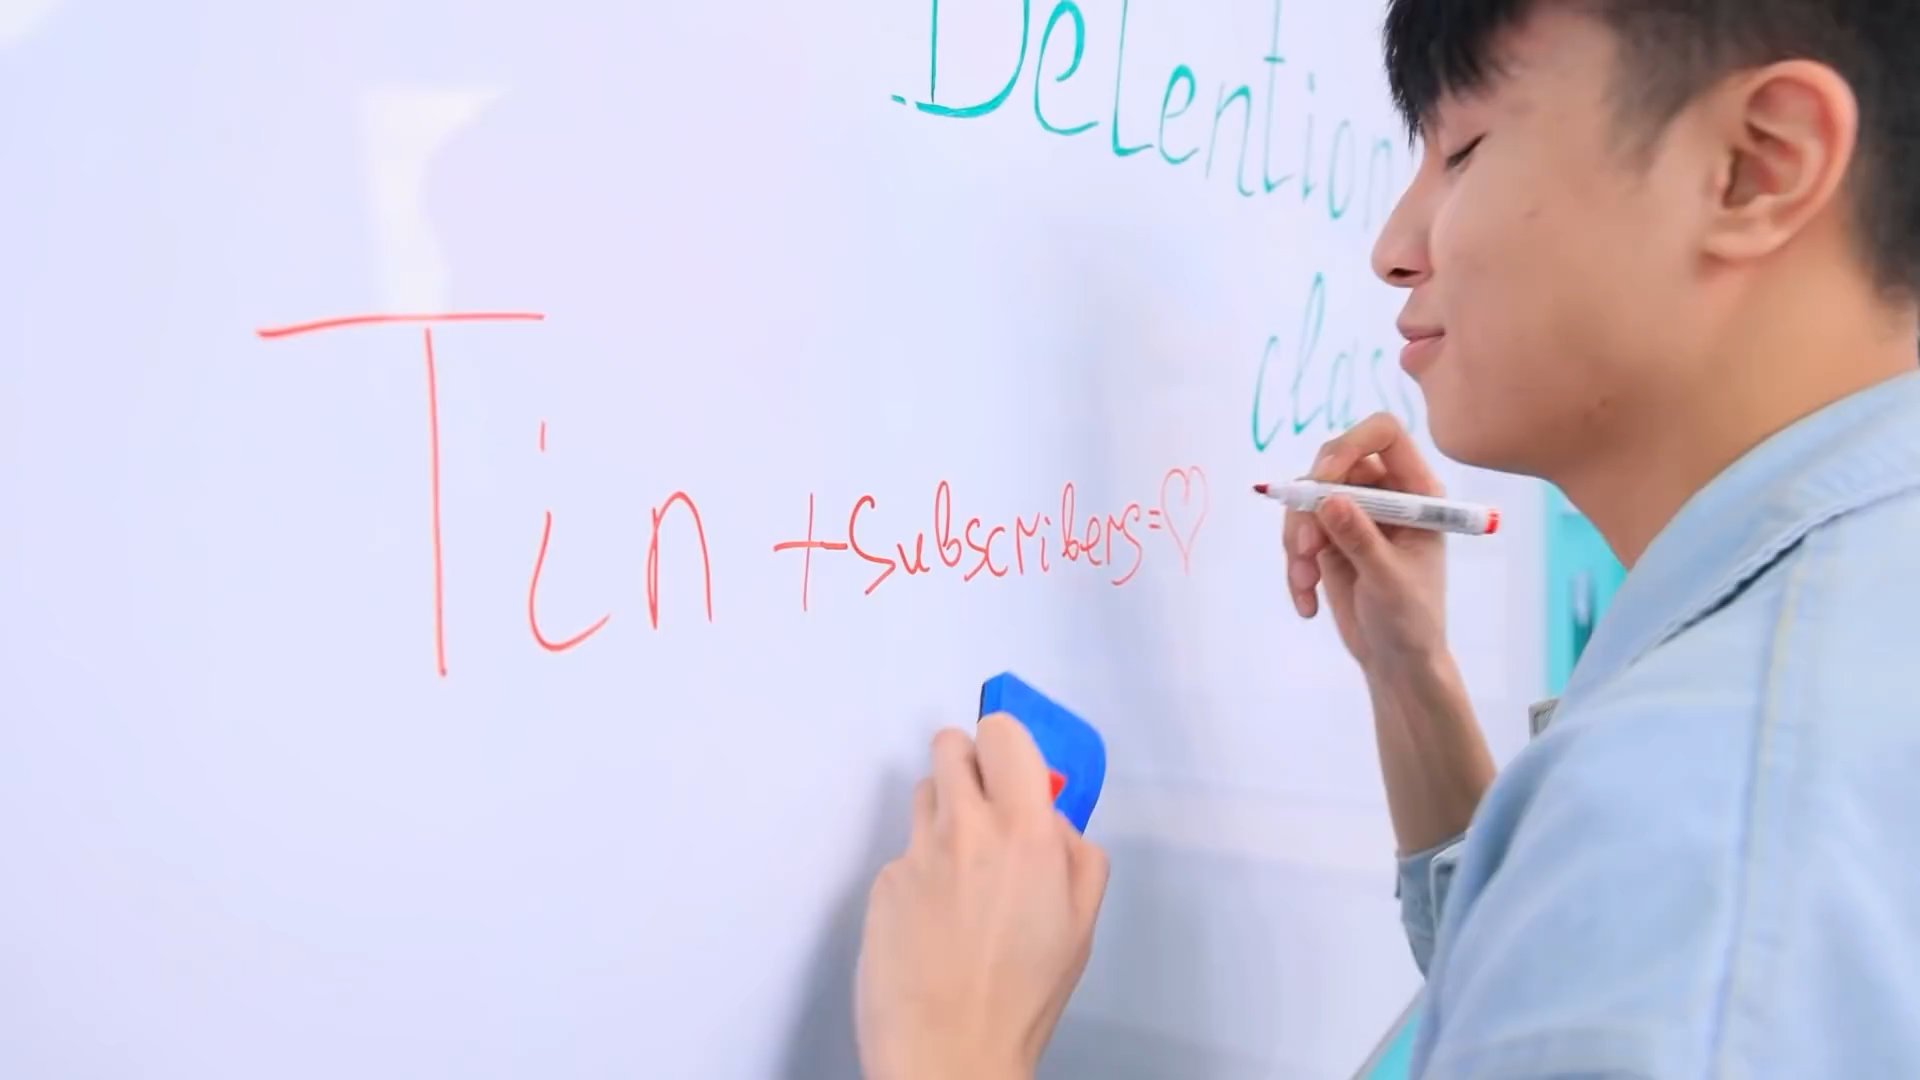 Detention
class
Tin + Subscribers = ♡